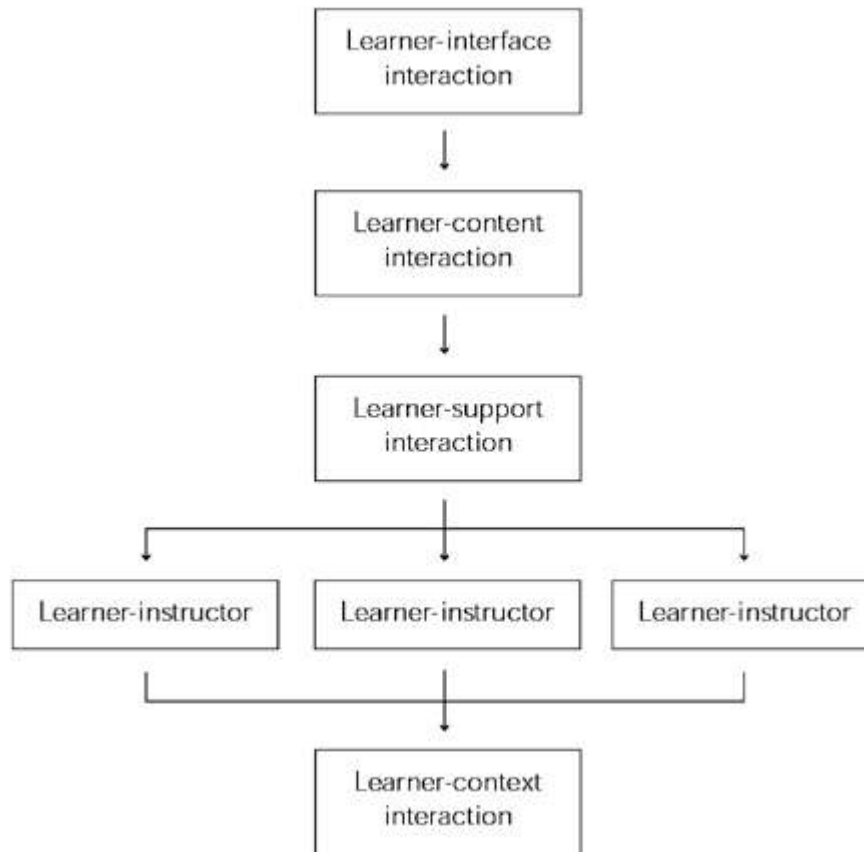 Learner-interface
interaction
Learner-content
interaction
Learner-support
interaction
Learner-instructor
Learner-instructor
Learner-instructor
Learner-context
interaction